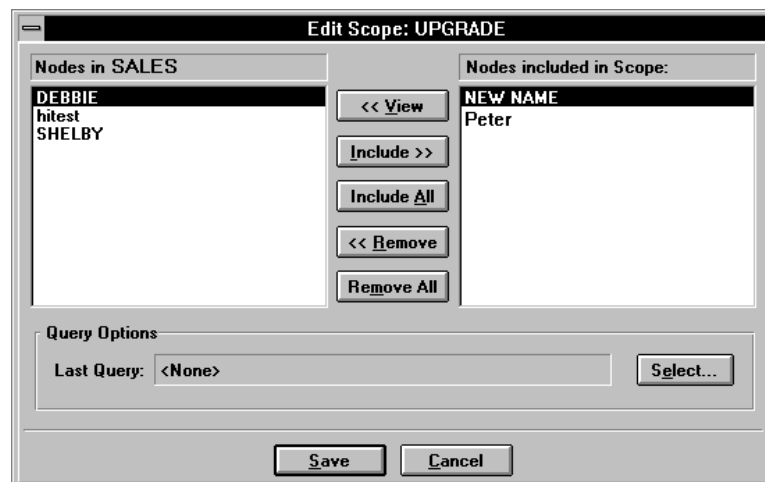 Edit Scope: UPGRADE
Nodes in SALES
Nodes included in Scope:
DEBBIE
hitest
SHELBY
<< View
Include >>
Include All
<< Remove
Remove All
NEW NAME
Peter
Query Options
Last Query: <None>
Select...
Save
Cancel